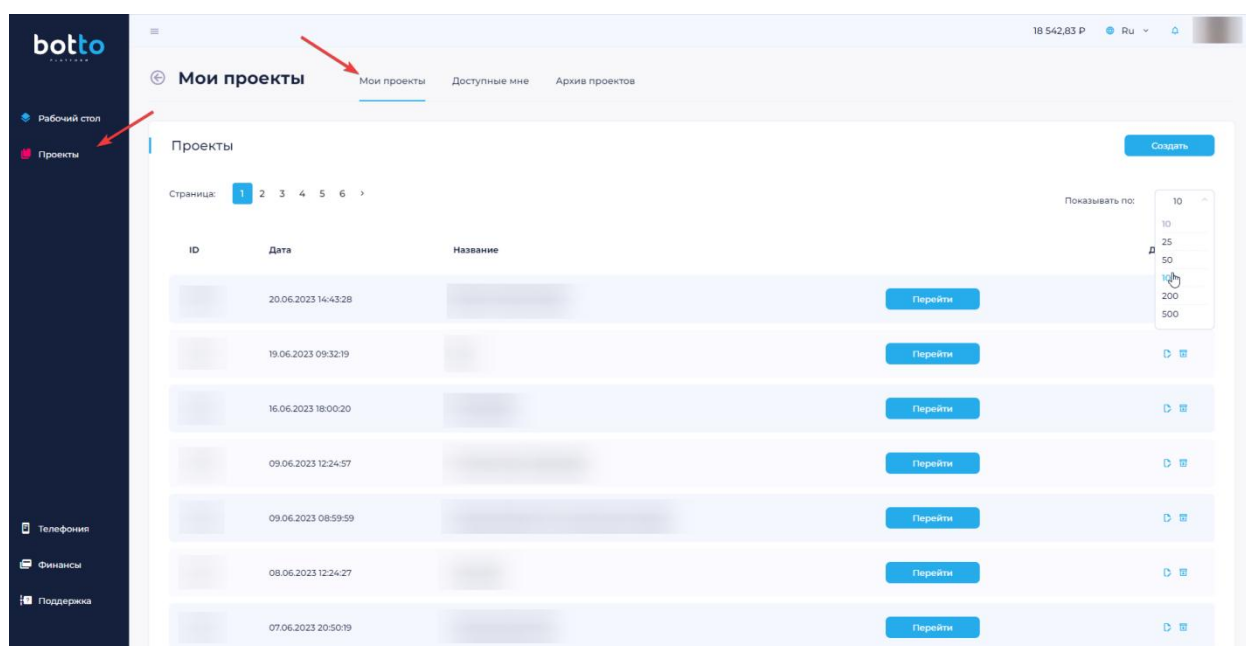 botto
PLATFORM
18 542,83 ₽ Ru
Мои проекты
Мои проекты Доступные мне Архив проектов
Рабочий стол
Проекты
Проекты
Создать
Страница: 1 2 3 4 5 6 >
Показывать по: 10
10
25
50
200
500
ID Дата Название
20.06.2023 14:43:28 Перейти
19.06.2023 09:32:19 Перейти
16.06.2023 18:00:20 Перейти
09.06.2023 12:24:57 Перейти
09.06.2023 08:59:59 Перейти
08.06.2023 12:24:27 Перейти
07.06.2023 20:50:19 Перейти
Телефония
Финансы
Поддержка